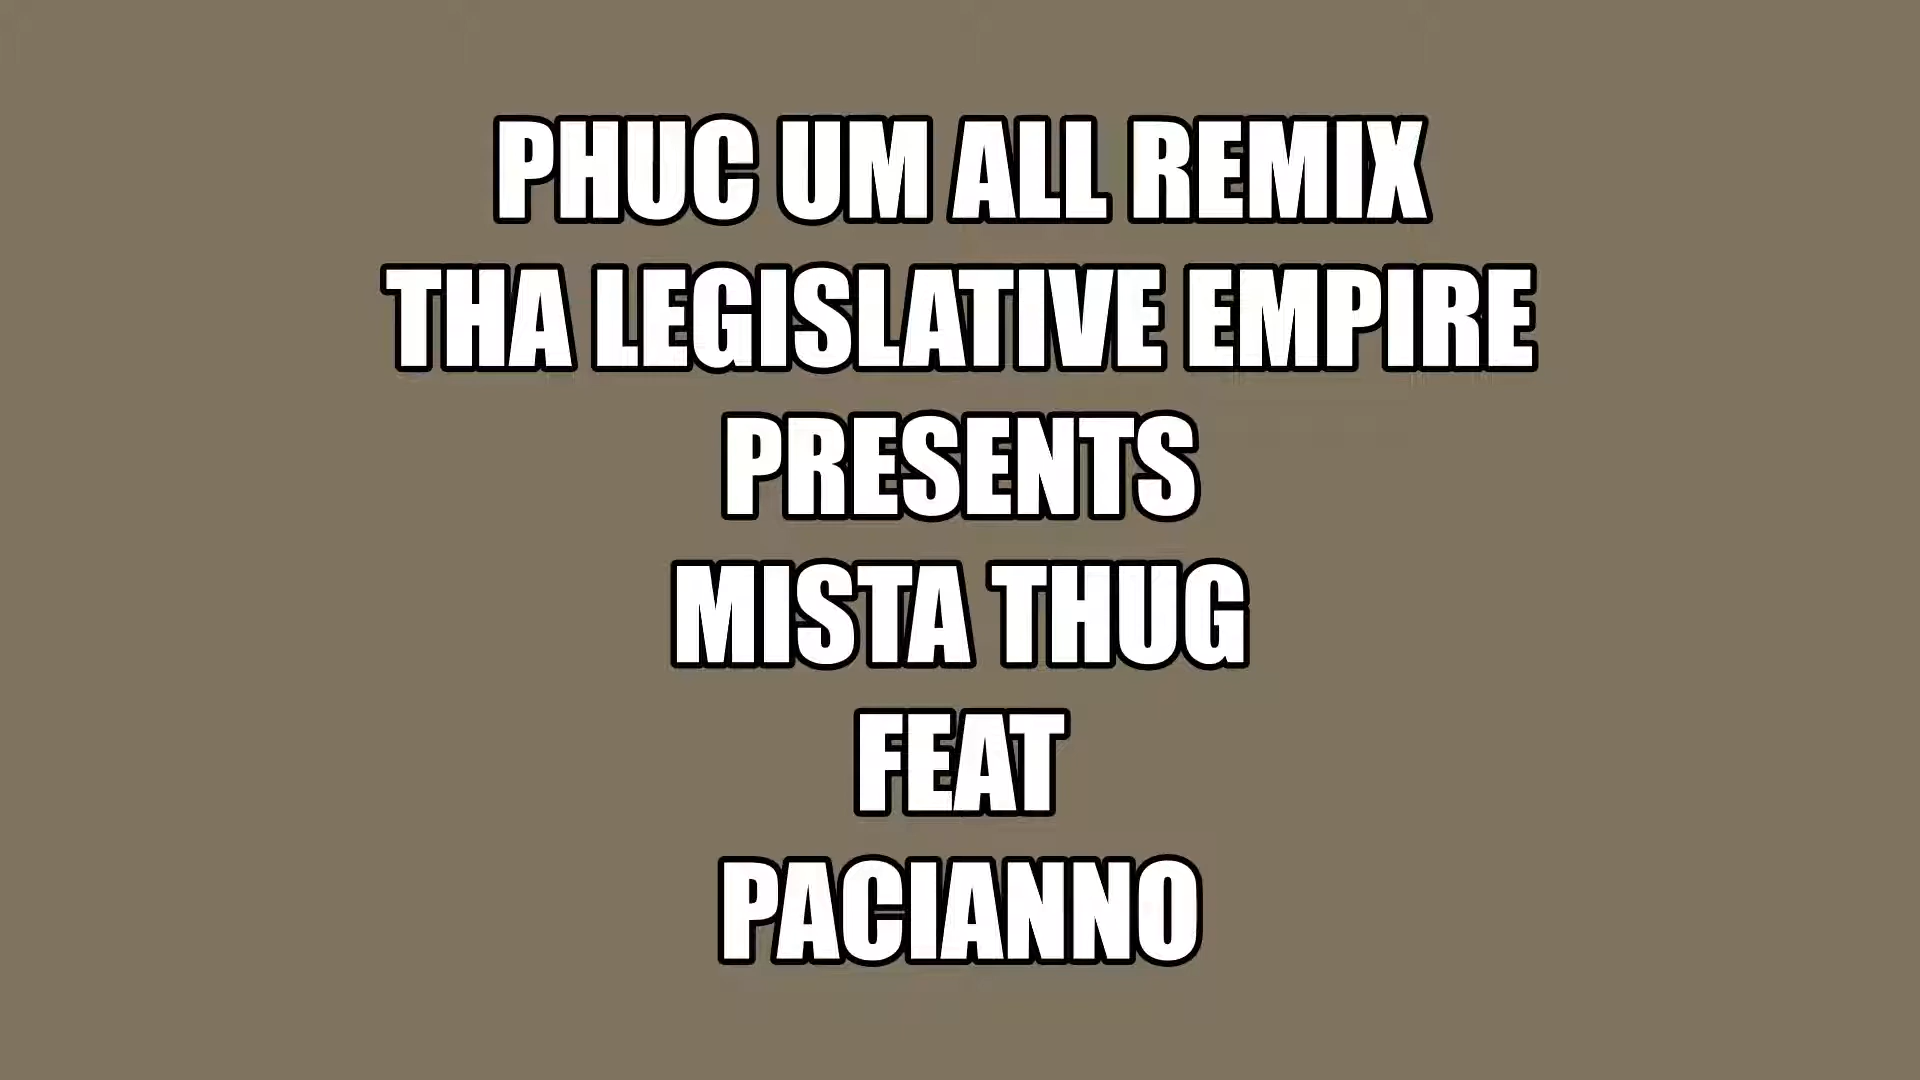 PHUC UM ALL REMIX
THA LEGISLATIVE EMPIRE
PRESENTS
MISTA THUG
FEAT
PACIANNO